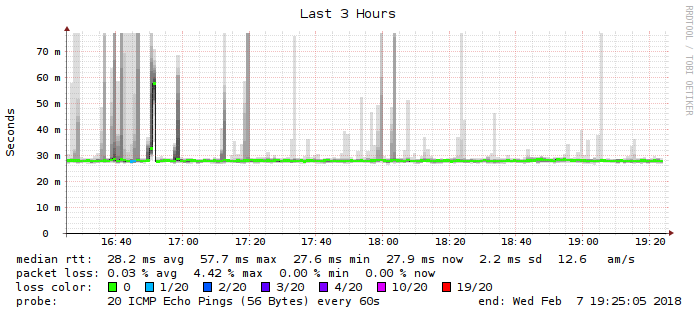 Last 3 Hours
RRDTOOL / TOBI OETIKER
Seconds
70 m
60 m
50 m
40 m
30 m
20 m
10 m
0
16:40 17:00 17:20 17:40 18:00 18:20 18:40 19:00 19:20
median rtt: 28.2 ms avg 57.7 ms max 27.6 ms min 27.9 ms now 2.2 ms sd 12.6 am/s
packet loss: 0.03 % avg 4.42 % max 0.00 % min 0.00 % now
loss color: 0 1/20 2/20 3/20 4/20 10/20 19/20
probe: 20 ICMP Echo Pings (56 Bytes) every 60s end: Wed Feb 7 19:25:05 2018